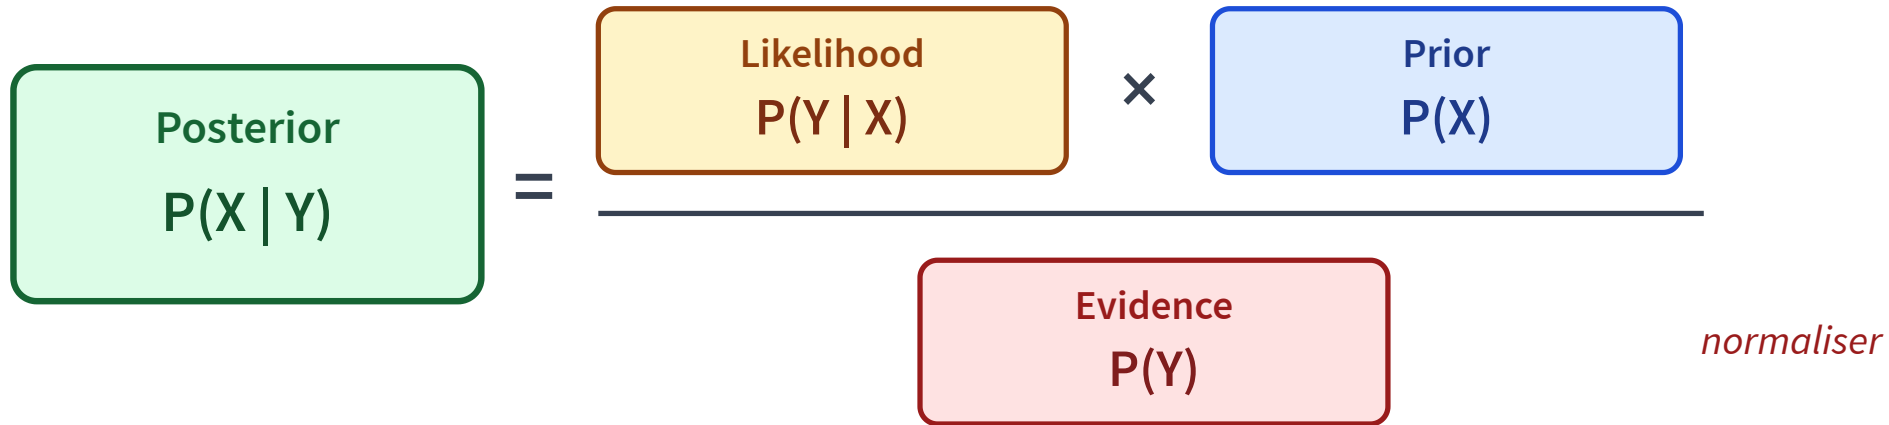 Posterior
P(X | Y)
=
Likelihood
P(Y | X)
×
Prior
P(X)
Evidence
P(Y)
normaliser